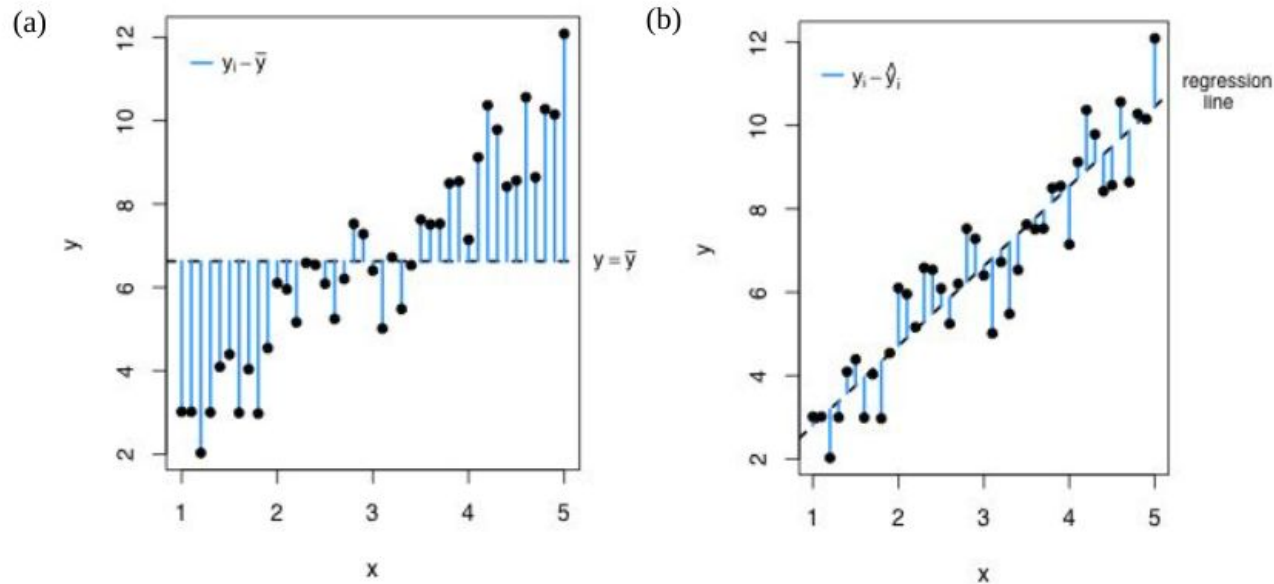 (a)
12
10
8
6
4
2
y
yᵢ – ȳ
y = ȳ
1 2 3 4 5
x
(b)
12
10
8
6
4
2
y
yᵢ – ŷᵢ
regression
line
1 2 3 4 5
x